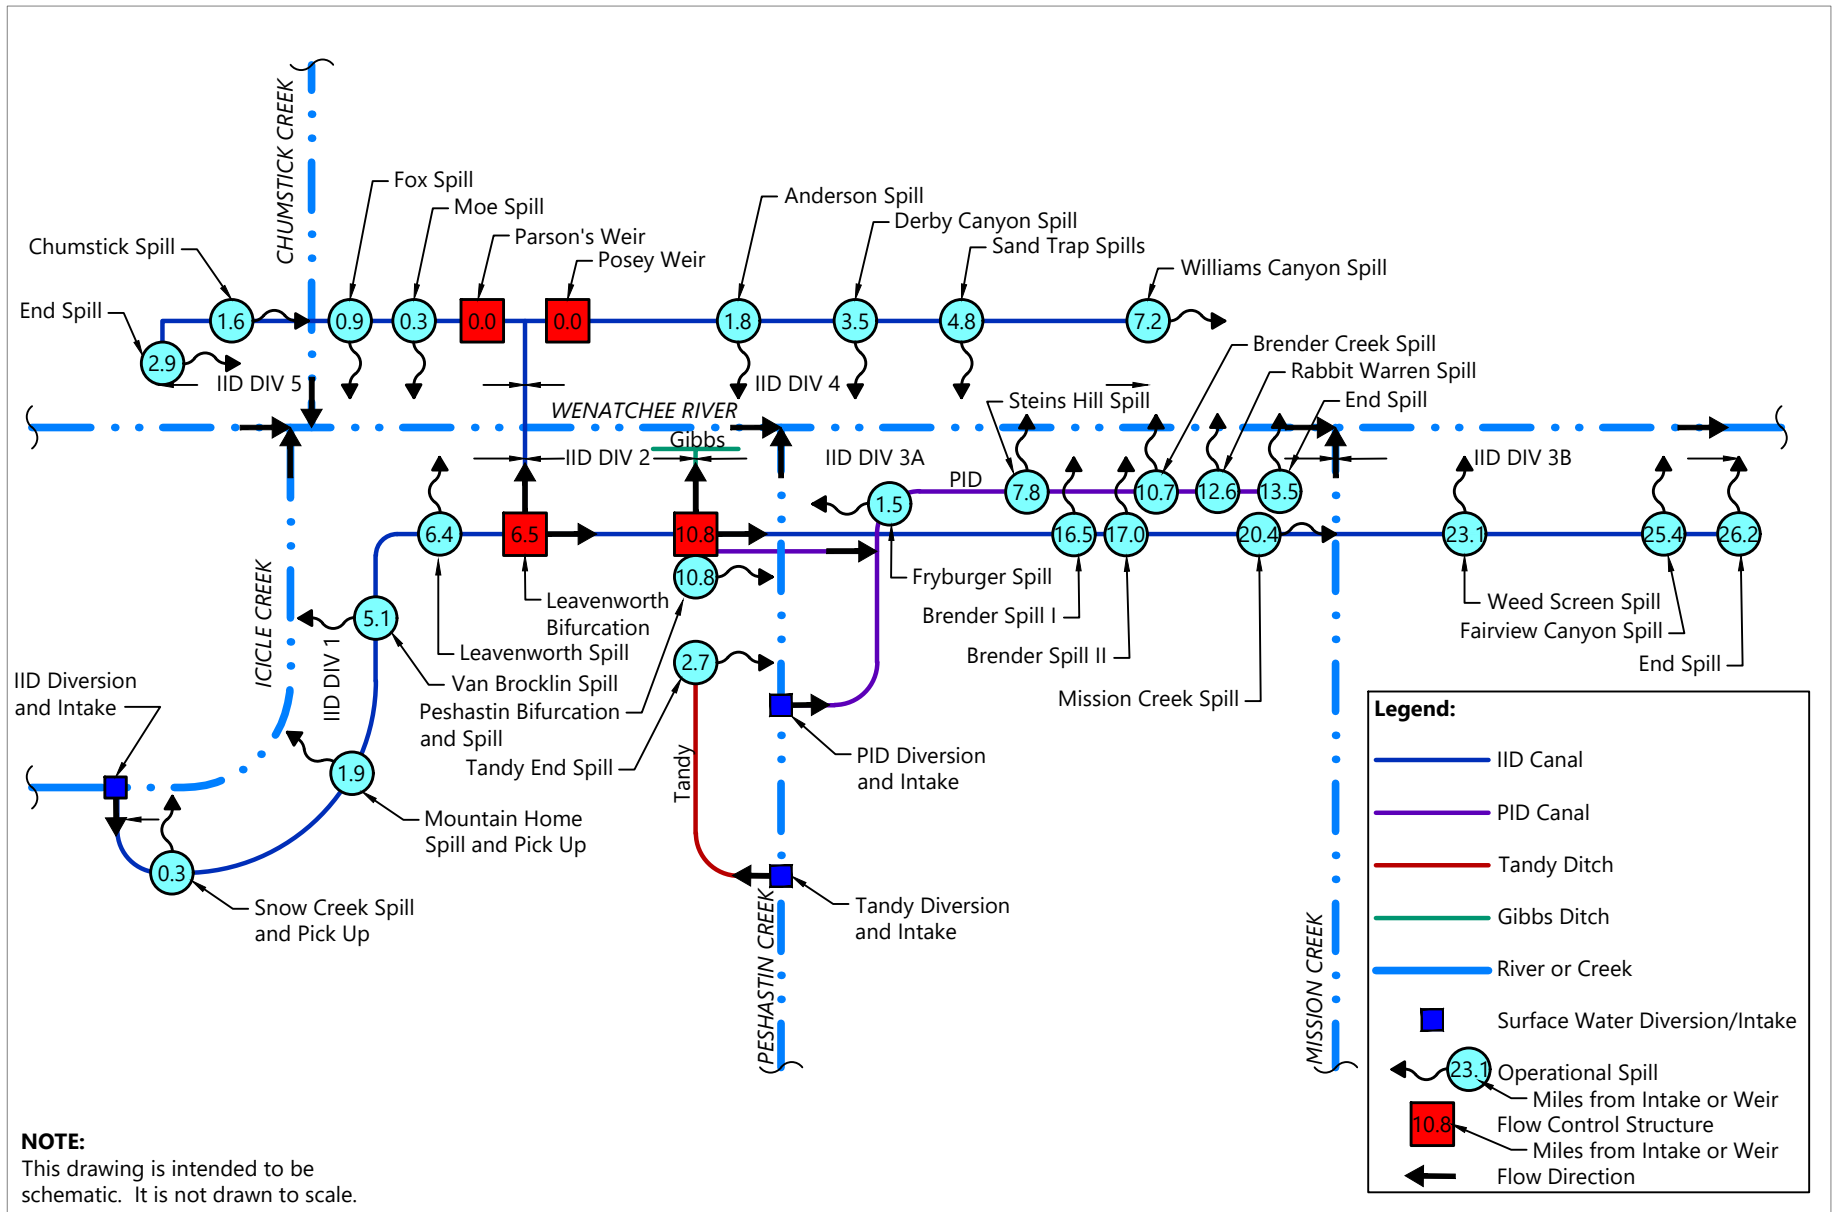 CHUMSTICK CREEK
Fox Spill
Moe Spill
Parson's Weir
Posey Weir
Anderson Spill
Derby Canyon Spill
Sand Trap Spills
Williams Canyon Spill
Chumstick Spill
End Spill
1.6
0.9
0.3
0.0
0.0
1.8
3.5
4.8
7.2
2.9
IID DIV 5
IID DIV 4
Brender Creek Spill
Rabbit Warren Spill
End Spill
Steins Hill Spill
WENATCHEE RIVER
Gibbs
IID DIV 2
IID DIV 3A
IID DIV 3B
PID
1.5
7.8
10.7
12.6
13.5
6.4
6.5
10.8
16.5
17.0
20.4
23.1
25.4
26.2
10.8
Fryburger Spill
Leavenworth
Bifurcation
Brender Spill I
Brender Spill II
Mission Creek Spill
Weed Screen Spill
Fairview Canyon Spill
End Spill
5.1
ICICLE CREEK
IID DIV 1
Leavenworth Spill
Van Brocklin Spill
Peshastin Bifurcation
and Spill
Tandy End Spill
2.7
Tandy
IID Diversion
and Intake
PID Diversion
and Intake
1.9
Mountain Home
Spill and Pick Up
0.3
Snow Creek Spill
and Pick Up
Tandy Diversion
and Intake
PESHASTIN CREEK
MISSION CREEK
Legend:
IID Canal
PID Canal
Tandy Ditch
Gibbs Ditch
River or Creek
Surface Water Diversion/Intake
23.1
Operational Spill
Miles from Intake or Weir
10.8
Flow Control Structure
Miles from Intake or Weir
Flow Direction
NOTE:
This drawing is intended to be
schematic. It is not drawn to scale.